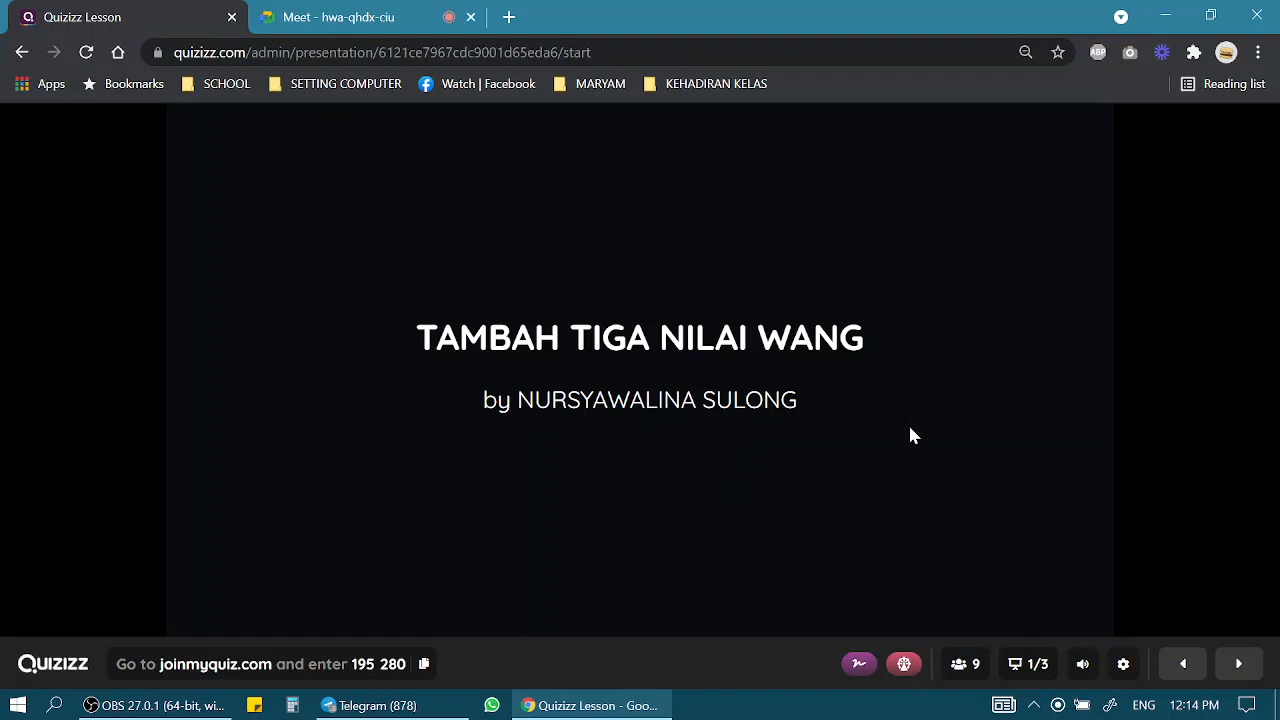 Quizizz Lesson
Meet - hwa-qhdx-ciu
quizizz.com/admin/presentation/6121ce7967cdc9001d65eda6/start
ABP
Apps
Bookmarks
SCHOOL
SETTING COMPUTER
Watch | Facebook
MARYAM
KEHADIRAN KELAS
Reading list
TAMBAH TIGA NILAI WANG
by NURSYAWALINA SULONG
Quizizz
Go to joinmyquiz.com and enter 195 280
9
1/3
OBS 27.0.1 (64-bit, wi...
Telegram (878)
Quizizz Lesson - Goo...
ENG
12:14 PM